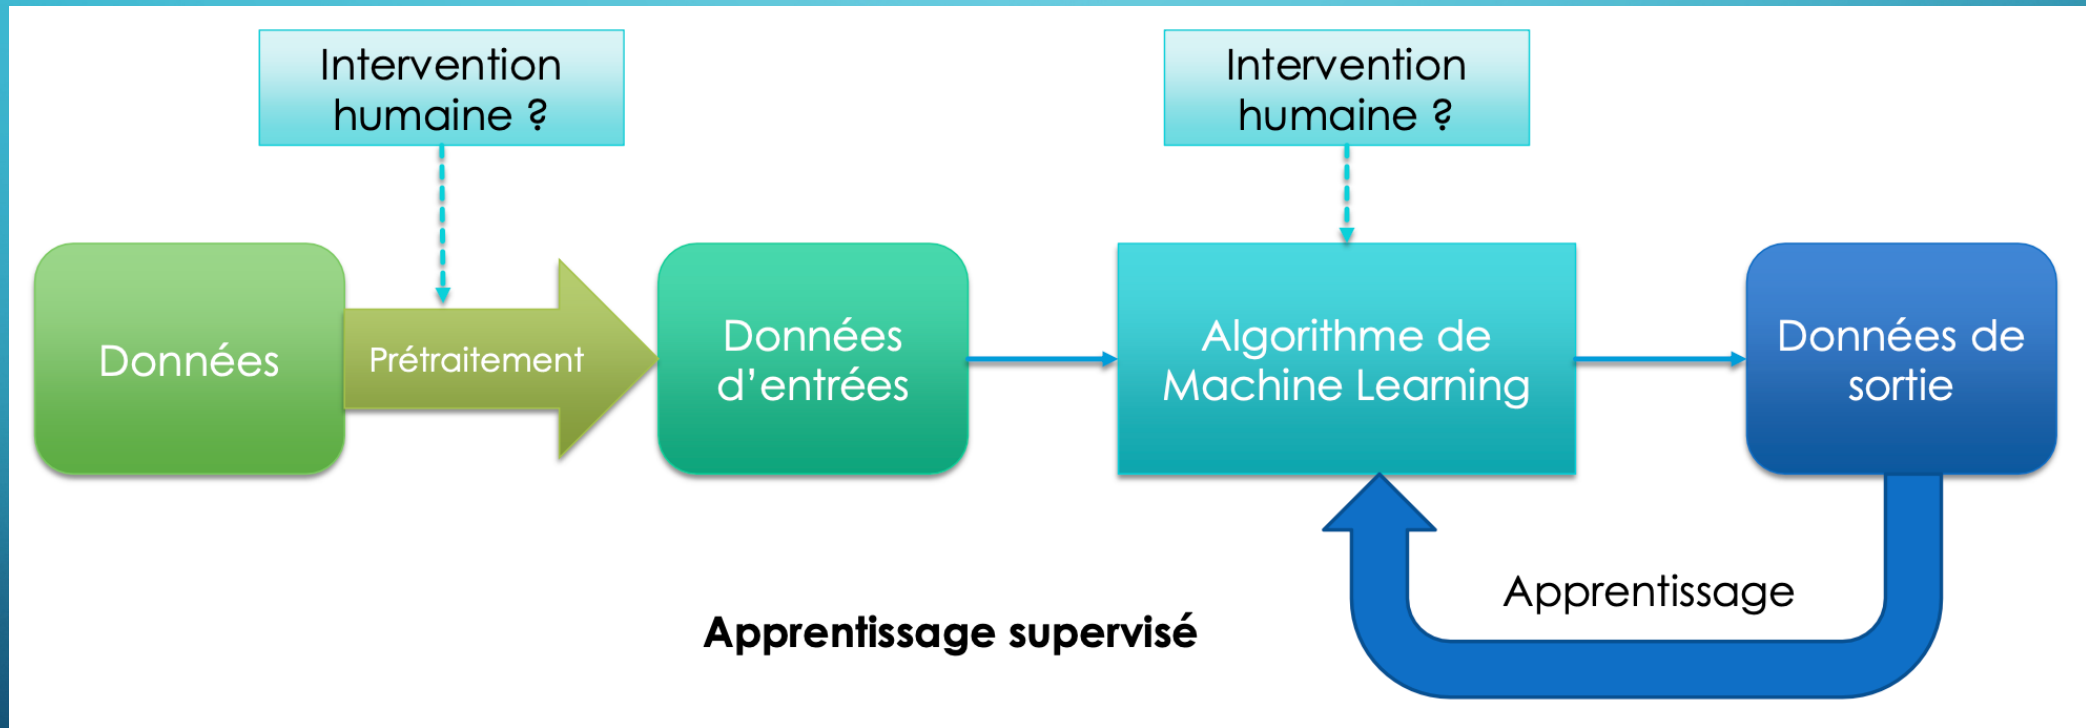 Intervention
humaine ?
Intervention
humaine ?
Données
Prétraitement
Données
d’entrées
Algorithme de
Machine Learning
Données de
sortie
Apprentissage
Apprentissage supervisé